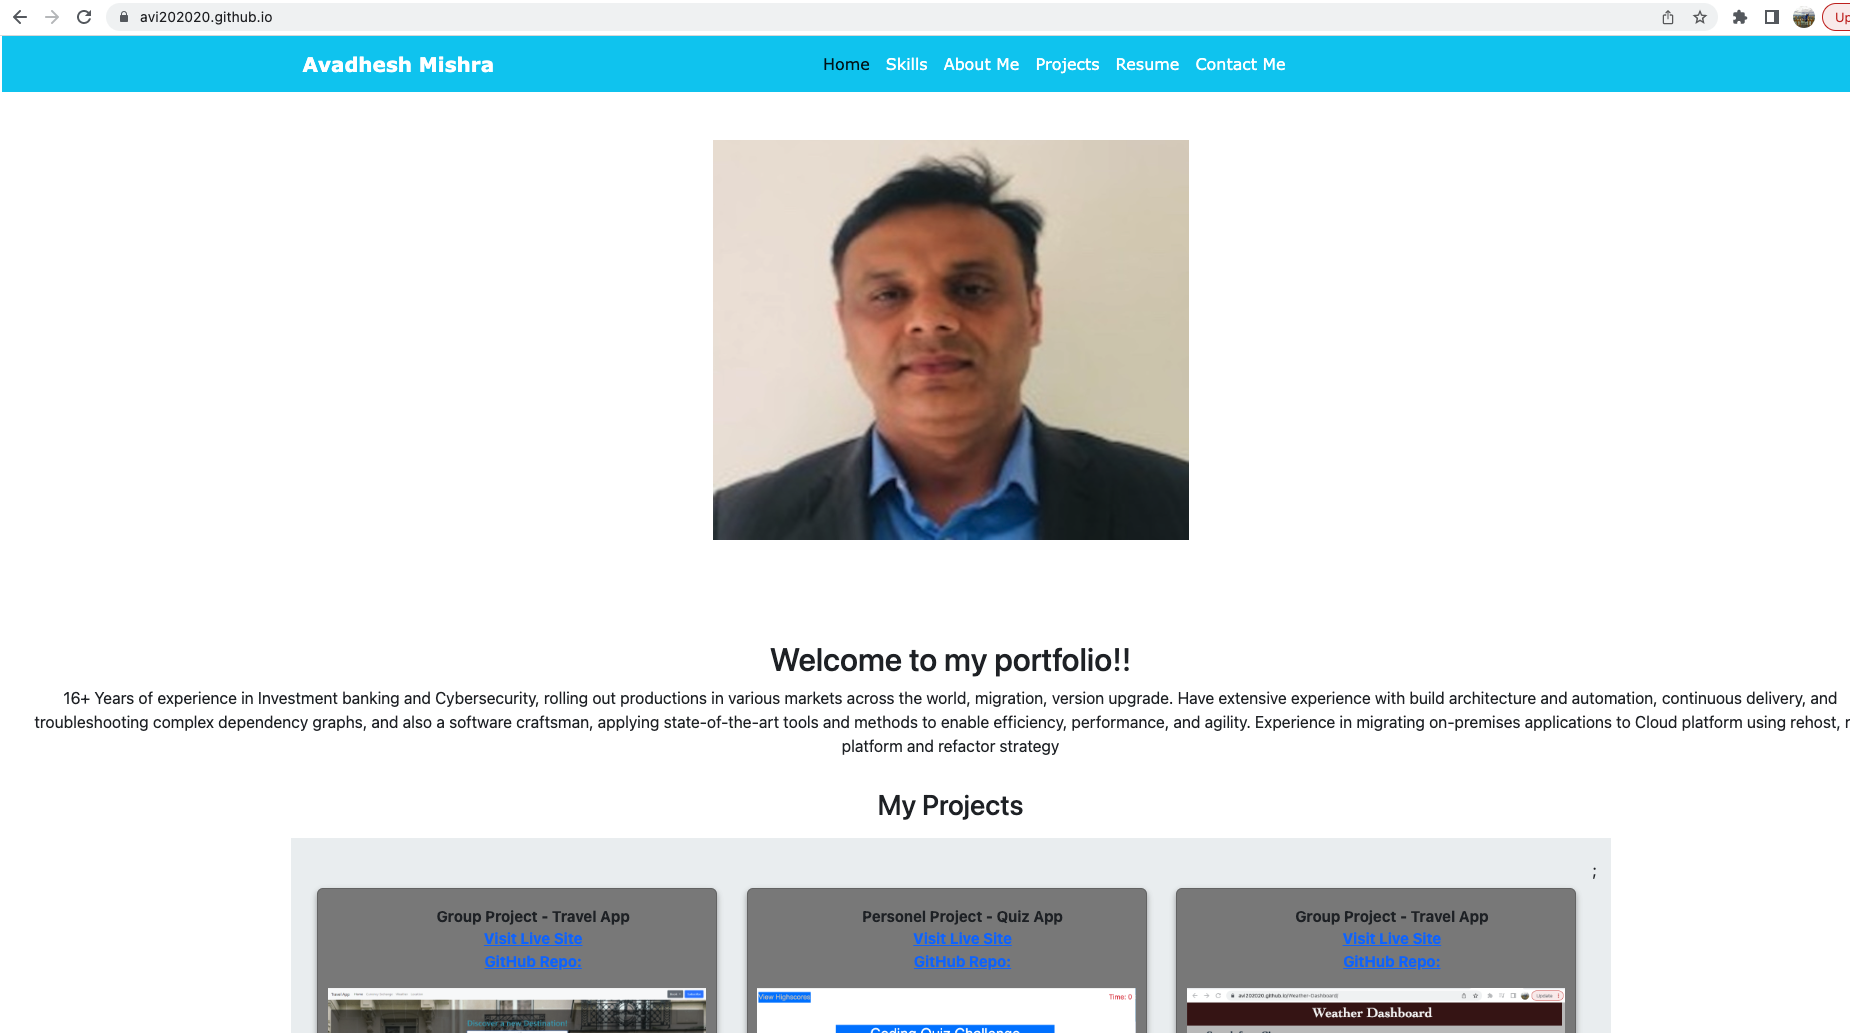 avi202020.github.io
Up
Avadhesh Mishra
Home Skills About Me Projects Resume Contact Me
Welcome to my portfolio!!
16+ Years of experience in Investment banking and Cybersecurity, rolling out productions in various markets across the world, migration, version upgrade. Have extensive experience with build architecture and automation, continuous delivery, and
troubleshooting complex dependency graphs, and also a software craftsman, applying state-of-the-art tools and methods to enable efficiency, performance, and agility. Experience in migrating on-premises applications to Cloud platform using rehost, r
platform and refactor strategy
My Projects
;
Group Project - Travel App
Visit Live Site
GitHub Repo:
Travel App
Discover a new Destination!
Personel Project - Quiz App
Visit Live Site
GitHub Repo:
View Highscores
Time: 0
Coding Quiz Challenge
Group Project - Travel App
Visit Live Site
GitHub Repo:
avi202020.github.io/Weather-Dashboard/
Update
Weather Dashboard